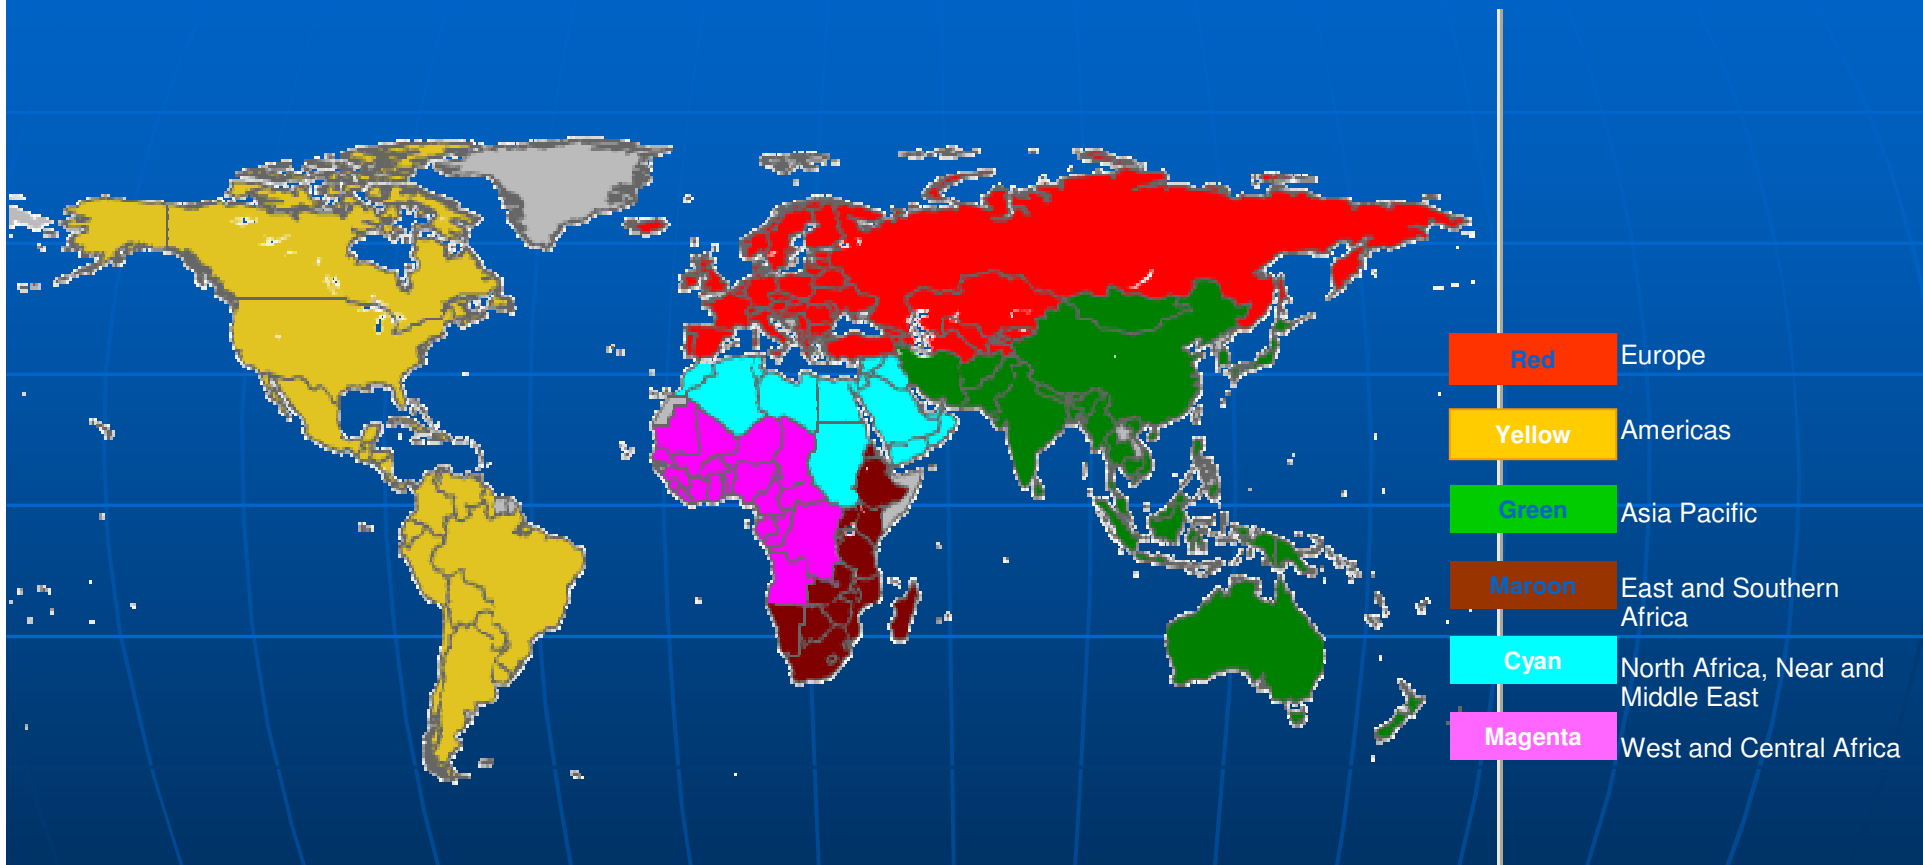 Red
Europe
Yellow
Americas
Green
Asia Pacific
Maroon
East and Southern
Africa
Cyan
North Africa, Near and
Middle East
Magenta
West and Central Africa